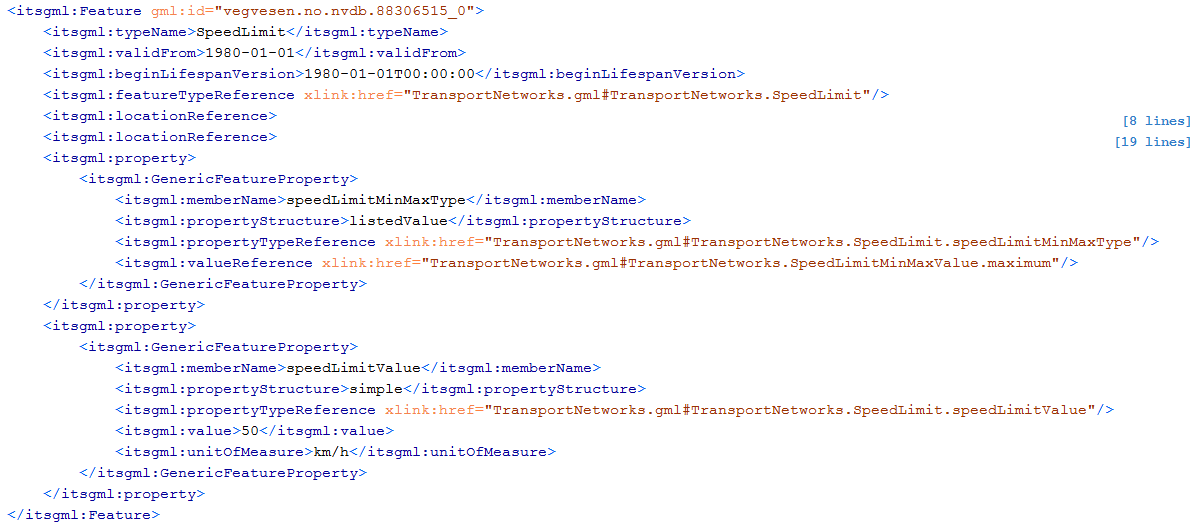 <itsgml:Feature gml:id="vegvesen.no.nvdb.88306515_0">
<itsgml:typeName>SpeedLimit</itsgml:typeName>
<itsgml:validFrom>1980-01-01</itsgml:validFrom>
<itsgml:beginLifespanVersion>1980-01-01T00:00:00</itsgml:beginLifespanVersion>
<itsgml:featureTypeReference xlink:href="TransportNetworks.gml#TransportNetworks.SpeedLimit"/>
<itsgml:locationReference> [8 lines]
<itsgml:locationReference> [19 lines]
<itsgml:property>
<itsgml:GenericFeatureProperty>
<itsgml:memberName>speedLimitMinMaxType</itsgml:memberName>
<itsgml:propertyStructure>listedValue</itsgml:propertyStructure>
<itsgml:propertyTypeReference xlink:href="TransportNetworks.gml#TransportNetworks.SpeedLimit.speedLimitMinMaxType"/>
<itsgml:valueReference xlink:href="TransportNetworks.gml#TransportNetworks.SpeedLimitMinMaxValue.maximum"/>
</itsgml:GenericFeatureProperty>
</itsgml:property>
<itsgml:property>
<itsgml:GenericFeatureProperty>
<itsgml:memberName>speedLimitValue</itsgml:memberName>
<itsgml:propertyStructure>simple</itsgml:propertyStructure>
<itsgml:propertyTypeReference xlink:href="TransportNetworks.gml#TransportNetworks.SpeedLimit.speedLimitValue"/>
<itsgml:value>50</itsgml:value>
<itsgml:unitOfMeasure>km/h</itsgml:unitOfMeasure>
</itsgml:GenericFeatureProperty>
</itsgml:property>
</itsgml:Feature>